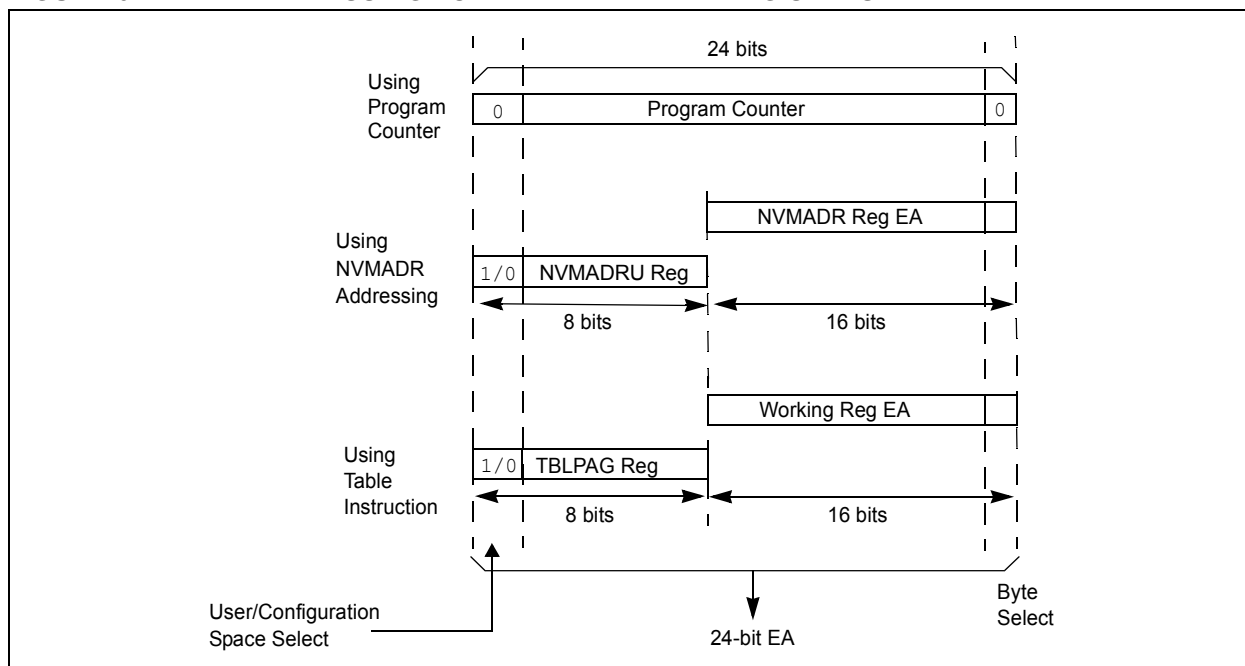 24 bits
Using
Program
Counter
0
Program Counter
0
NVMADR Reg EA
Using
NVMADR
Addressing
1/0
NVMADRU Reg
8 bits
16 bits
Working Reg EA
Using
Table
Instruction
1/0
TBLPAG Reg
8 bits
16 bits
User/Configuration
Space Select
24-bit EA
Byte
Select